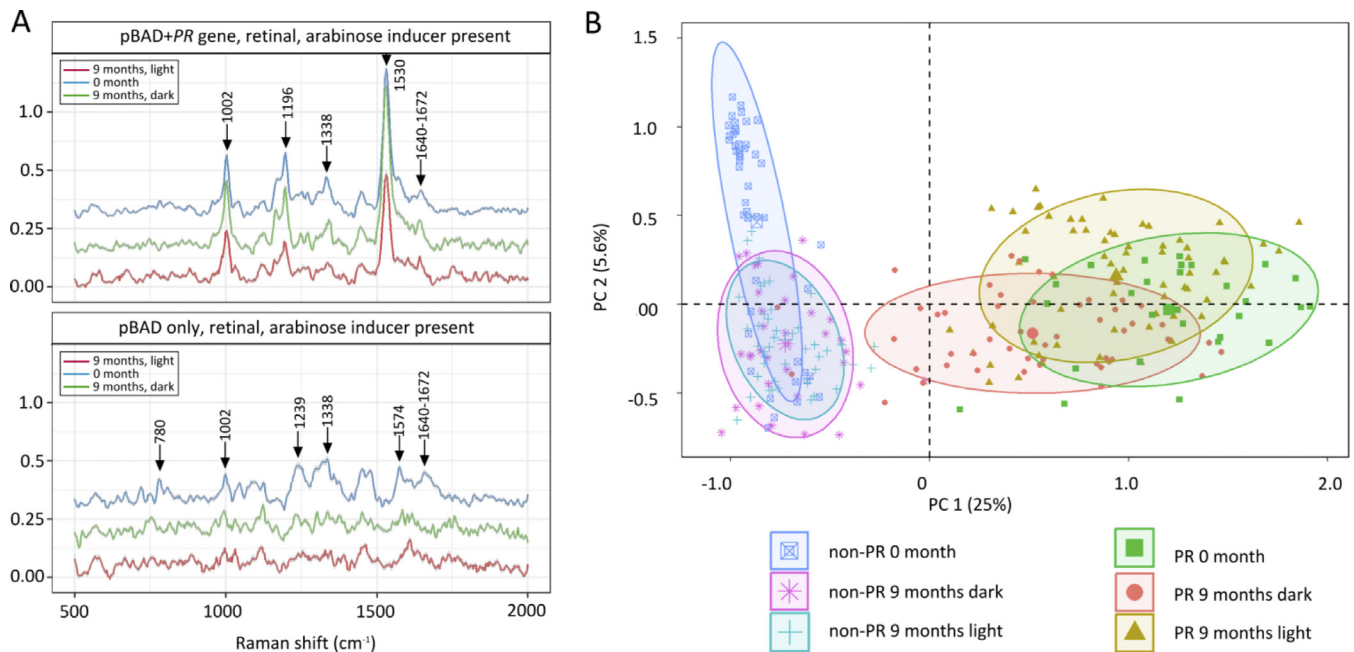 A
pBAD+PR gene, retinal, arabinose inducer present
9 months, light
0 month
9 months, dark
1002
1196
1338
1530
1640-1672
1.0
0.5
0.25
0.00
pBAD only, retinal, arabinose inducer present
9 months, light
0 month
9 months, dark
780
1002
1239
1338
1574
1640-1672
1.0
0.5
0.25
0.00
500
1000
1500
2000
Raman shift (cm⁻¹)
B
1.5
1.0
0.5
.00
-0.5
PC 2 (5.6%)
-1.0
0
1.0
2.0
PC 1 (25%)
non-PR 0 month
non-PR 9 months dark
non-PR 9 months light
PR 0 month
PR 9 months dark
PR 9 months light